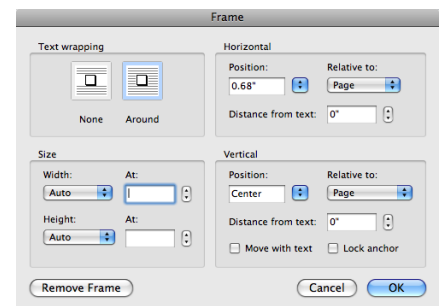 Frame
Text wrapping
None Around
Horizontal
Position: Relative to:
0.68" Page
Distance from text: 0"
Size
Width: At:
Auto
Height: At:
Auto
Vertical
Position: Relative to:
Center Page
Distance from text: 0"
Move with text Lock anchor
Remove Frame Cancel OK